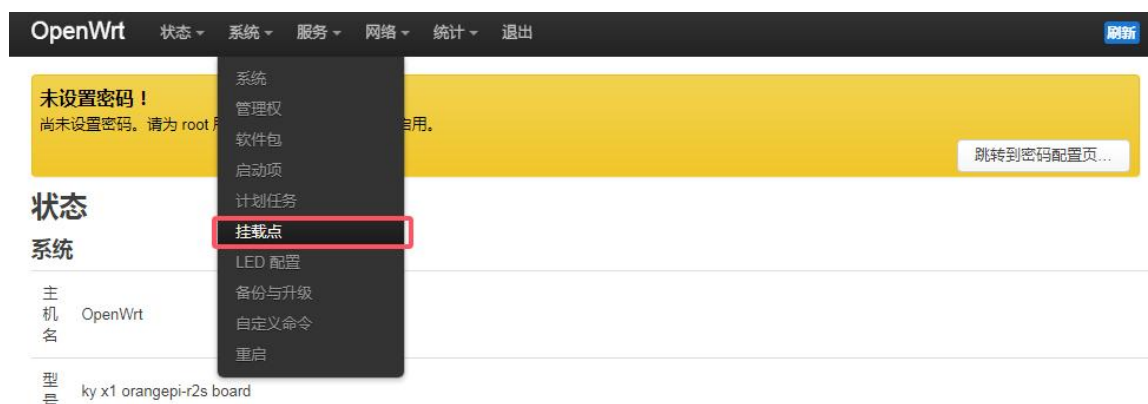 OpenWrt 状态 系统 服务 网络 统计 退出 刷新
系统
管理权
软件包
启动项
计划任务
挂载点
LED 配置
备份与升级
自定义命令
重启
未设置密码！
尚未设置密码。请为 root 用。
跳转到密码配置页...
状态
系统
主机名 OpenWrt
型号 ky x1 orangepi-r2s board